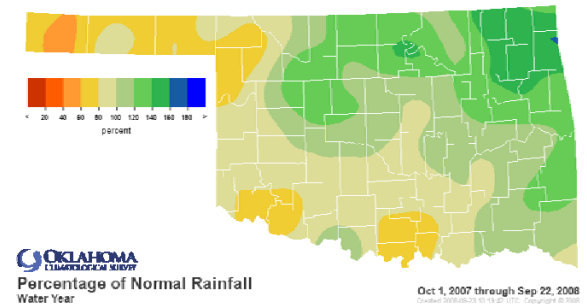 < 20 40 60 80 100 120 140 160 180 >
percent
OKLAHOMA
CLIMATOLOGICAL SURVEY
Percentage of Normal Rainfall
Water Year
Oct 1, 2007 through Sep 22, 2008